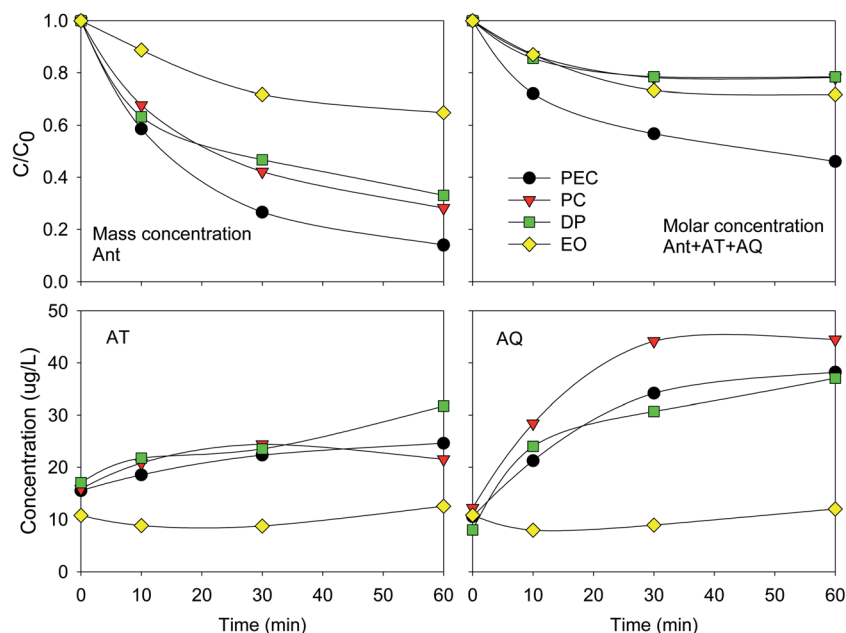 1.0
0.8
0.6
0.4
0.2
0.0
C/C0
Mass concentration
Ant
PEC
PC
DP
EO
Molar concentration
Ant+AT+AQ
50
40
30
20
10
0
Concentration (ug/L)
AT
AQ
0 10 20 30 40 50 60
0 10 20 30 40 50 60
Time (min)
Time (min)